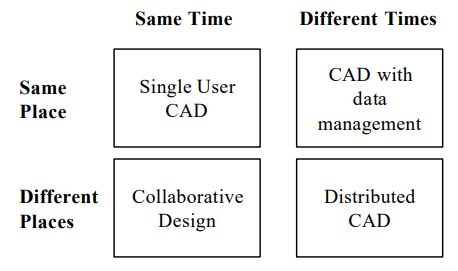 Same Time Different Times
Same
Place
Single User
CAD
CAD with
data
management
Different
Places
Collaborative
Design
Distributed
CAD